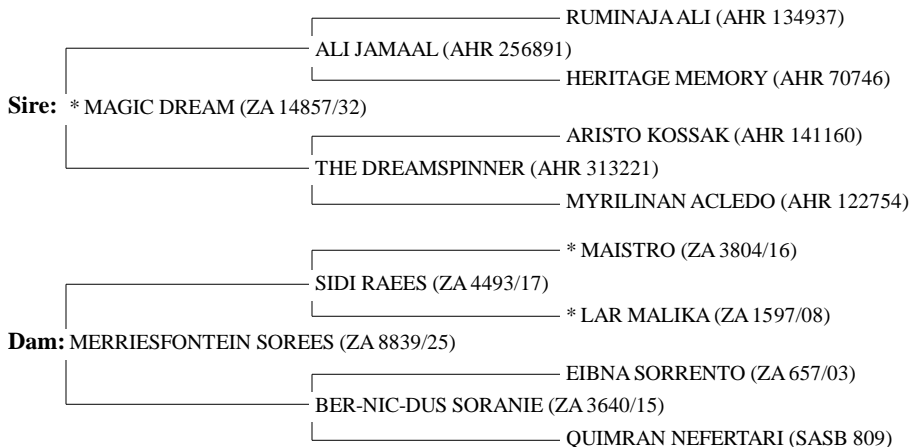 RUMINAJA ALI (AHR 134937)
ALI JAMAAL (AHR 256891)
HERITAGE MEMORY (AHR 70746)
Sire: * MAGIC DREAM (ZA 14857/32)
ARISTO KOSSAK (AHR 141160)
THE DREAMSPINNER (AHR 313221)
MYRILINAN ACLEDO (AHR 122754)
* MAISTRO (ZA 3804/16)
SIDI RAEES (ZA 4493/17)
* LAR MALIKA (ZA 1597/08)
Dam: MERRIESFONTEIN SOREES (ZA 8839/25)
EIBNA SORRENTO (ZA 657/03)
BER-NIC-DUS SORANIE (ZA 3640/15)
QUIMRAN NEFERTARI (SASB 809)